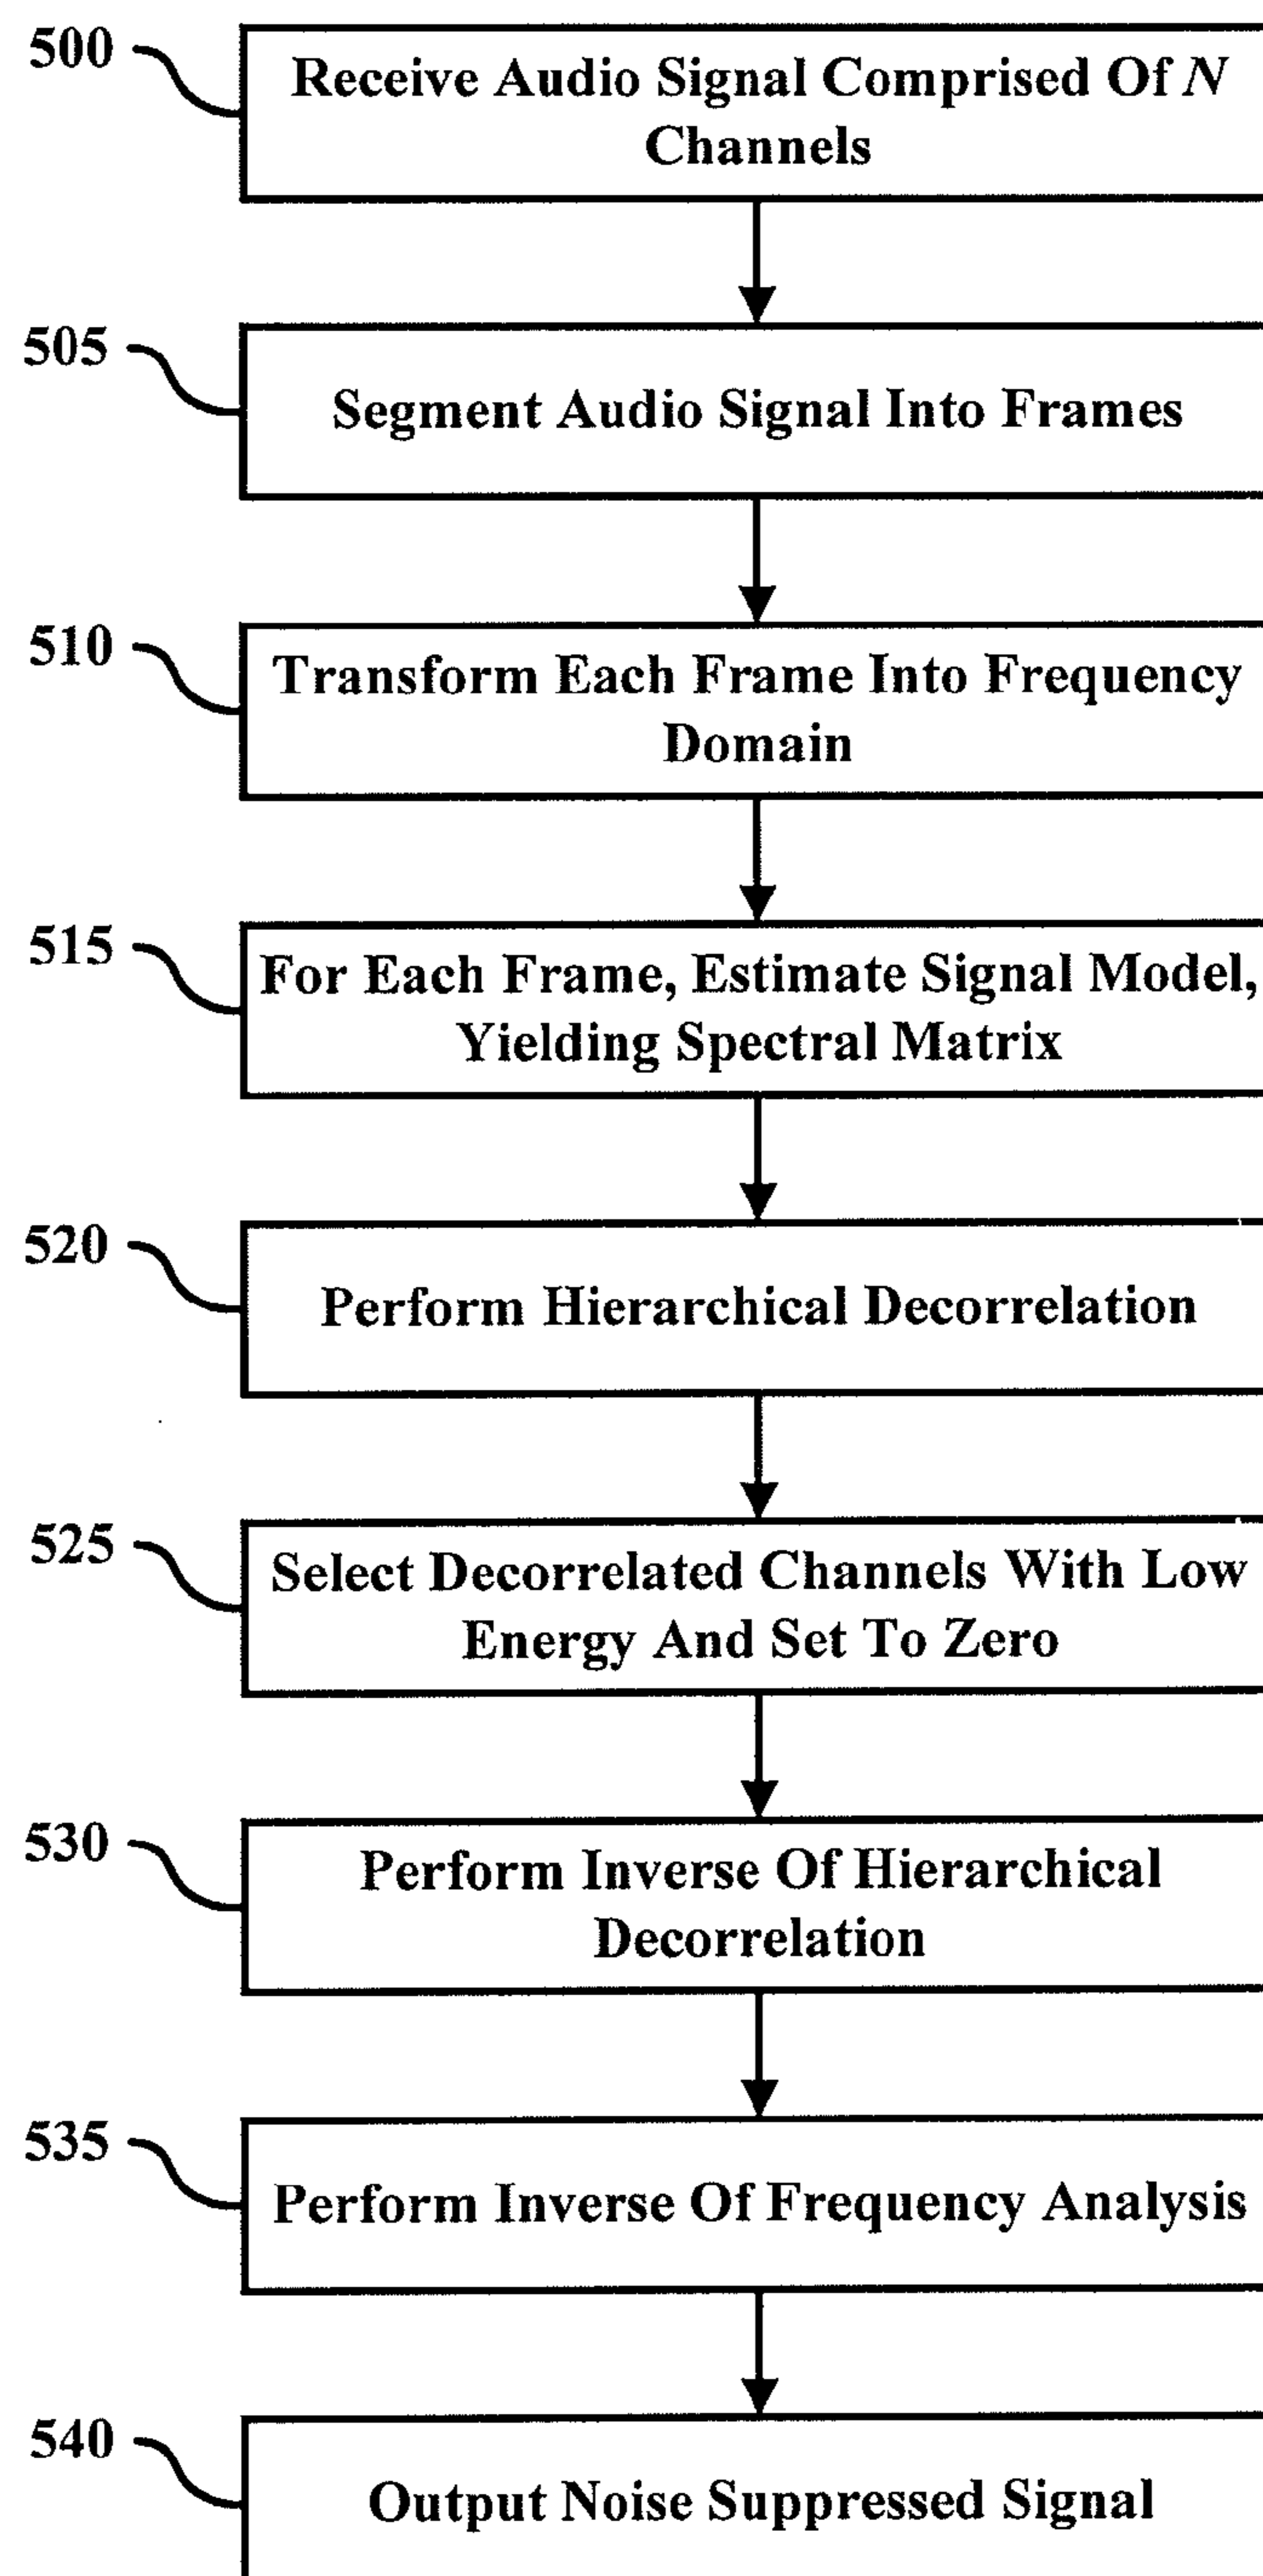 500
Receive Audio Signal Comprised Of N
Channels
505
Segment Audio Signal Into Frames
510
Transform Each Frame Into Frequency
Domain
515
For Each Frame, Estimate Signal Model,
Yielding Spectral Matrix
520
Perform Hierarchical Decorrelation
525
Select Decorrelated Channels With Low
Energy And Set To Zero
530
Perform Inverse Of Hierarchical
Decorrelation
535
Perform Inverse Of Frequency Analysis
540
Output Noise Suppressed Signal